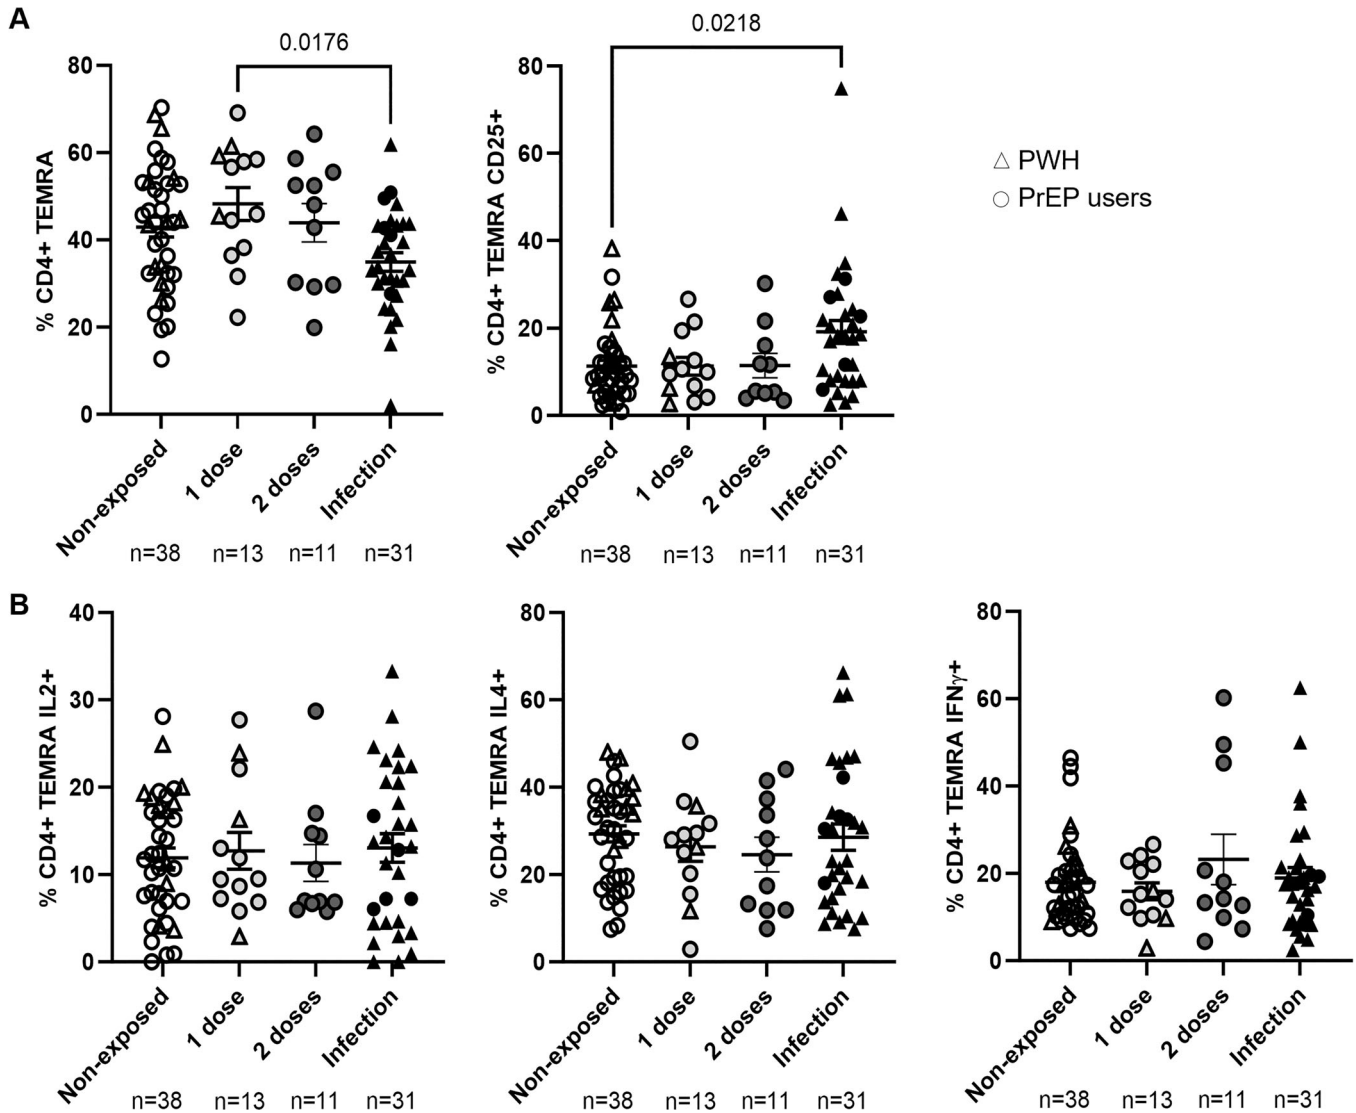 A
0.0176
0.0218
% CD4+ TEMRA
80
60
40
20
0
Non-exposed
1 dose
2 doses
Infection
n=38
n=13
n=11
n=31
% CD4+ TEMRA CD25+
80
60
40
20
0
Non-exposed
1 dose
2 doses
Infection
n=38
n=13
n=11
n=31
PWH
PrEP users
B
% CD4+ TEMRA IL2+
40
30
20
10
0
Non-exposed
1 dose
2 doses
Infection
n=38
n=13
n=11
n=31
% CD4+ TEMRA IL4+
80
60
40
20
0
Non-exposed
1 dose
2 doses
Infection
n=38
n=13
n=11
n=31
% CD4+ TEMRA IFNγ+
80
60
40
20
0
Non-exposed
1 dose
2 doses
Infection
n=38
n=13
n=11
n=31